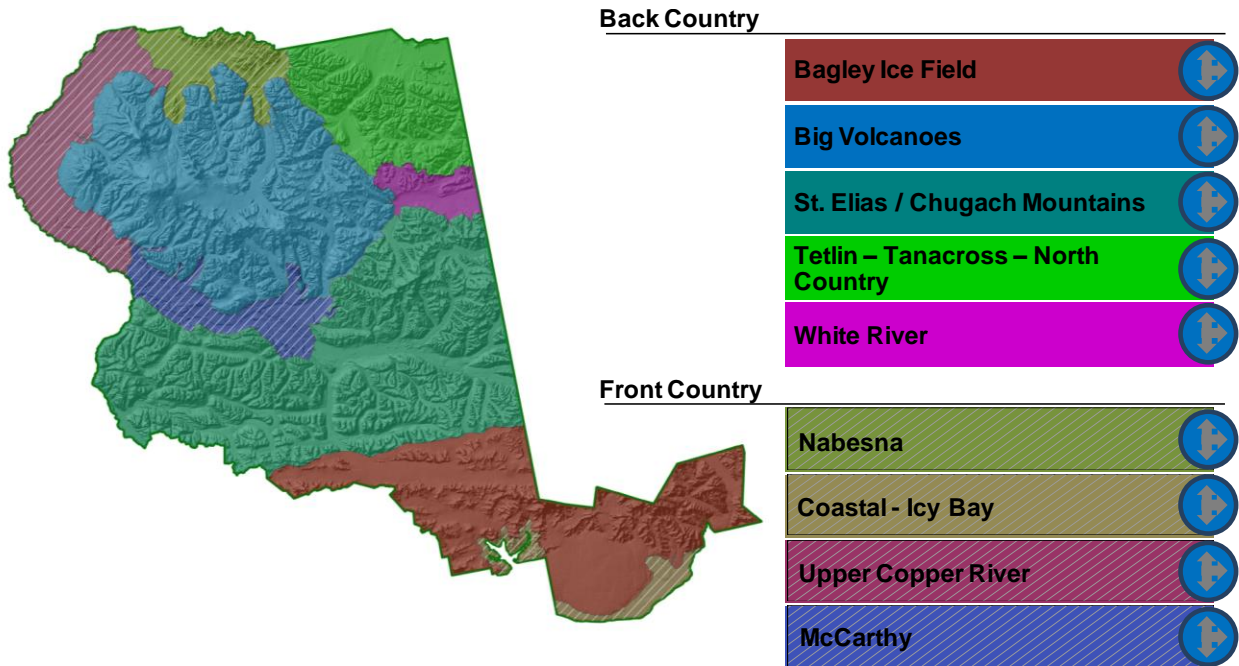 Back Country
Bagley Ice Field
Big Volcanoes
St. Elias / Chugach Mountains
Tetlin – Tanacross – North
Country
White River
Front Country
Nabesna
Coastal - Icy Bay
Upper Copper River
McCarthy